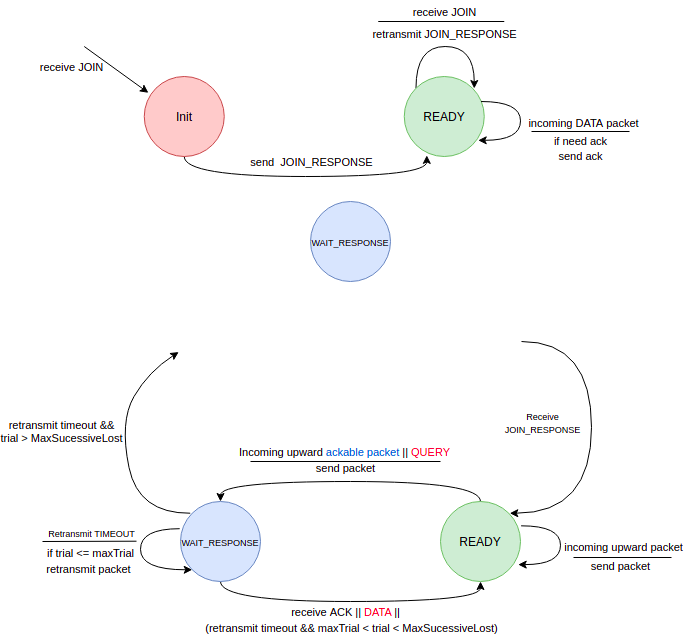 receive JOIN
retransmit JOIN_RESPONSE
receive JOIN
Init
READY
incoming DATA packet
if need ack
send ack
send JOIN_RESPONSE
WAIT_RESPONSE
retransmit timeout &&
trial > MaxSucessiveLost
Receive
JOIN_RESPONSE
Incoming upward ackable packet || QUERY
send packet
Retransmit TIMEOUT
if trial <= maxTrial
retransmit packet
WAIT_RESPONSE
READY
incoming upward packet
send packet
receive ACK || DATA ||
(retransmit timeout && maxTrial < trial < MaxSucessiveLost)